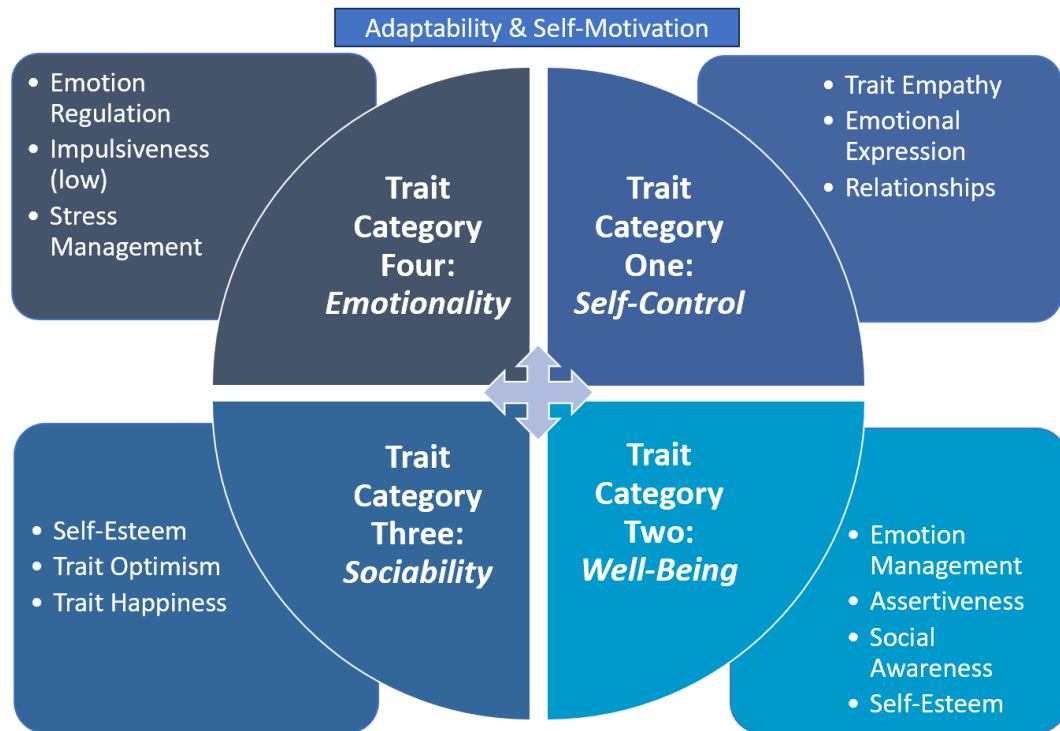 Adaptability & Self-Motivation
• Emotion
Regulation
• Impulsiveness
(low)
• Stress
Management
Trait
Category
Four:
Emotionality
Trait
Category
One:
Self-Control
• Trait Empathy
• Emotional
Expression
• Relationships
• Self-Esteem
• Trait Optimism
• Trait Happiness
Trait
Category
Three:
Sociability
Trait
Category
Two:
Well-Being
• Emotion
Management
• Assertiveness
• Social
Awareness
• Self-Esteem